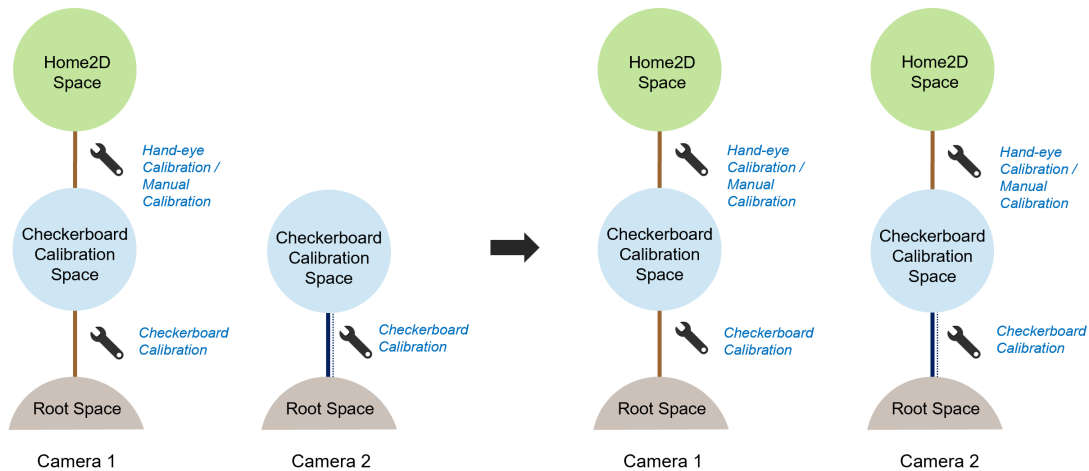 Home2D
Space
Hand-eye
Calibration /
Manual
Calibration
Checkerboard
Calibration
Space
Checkerboard
Calibration
Root Space
Camera 1
Checkerboard
Calibration
Space
Checkerboard
Calibration
Root Space
Camera 2
Home2D
Space
Hand-eye
Calibration /
Manual
Calibration
Checkerboard
Calibration
Space
Checkerboard
Calibration
Root Space
Camera 1
Home2D
Space
Hand-eye
Calibration /
Manual
Calibration
Checkerboard
Calibration
Space
Checkerboard
Calibration
Root Space
Camera 2